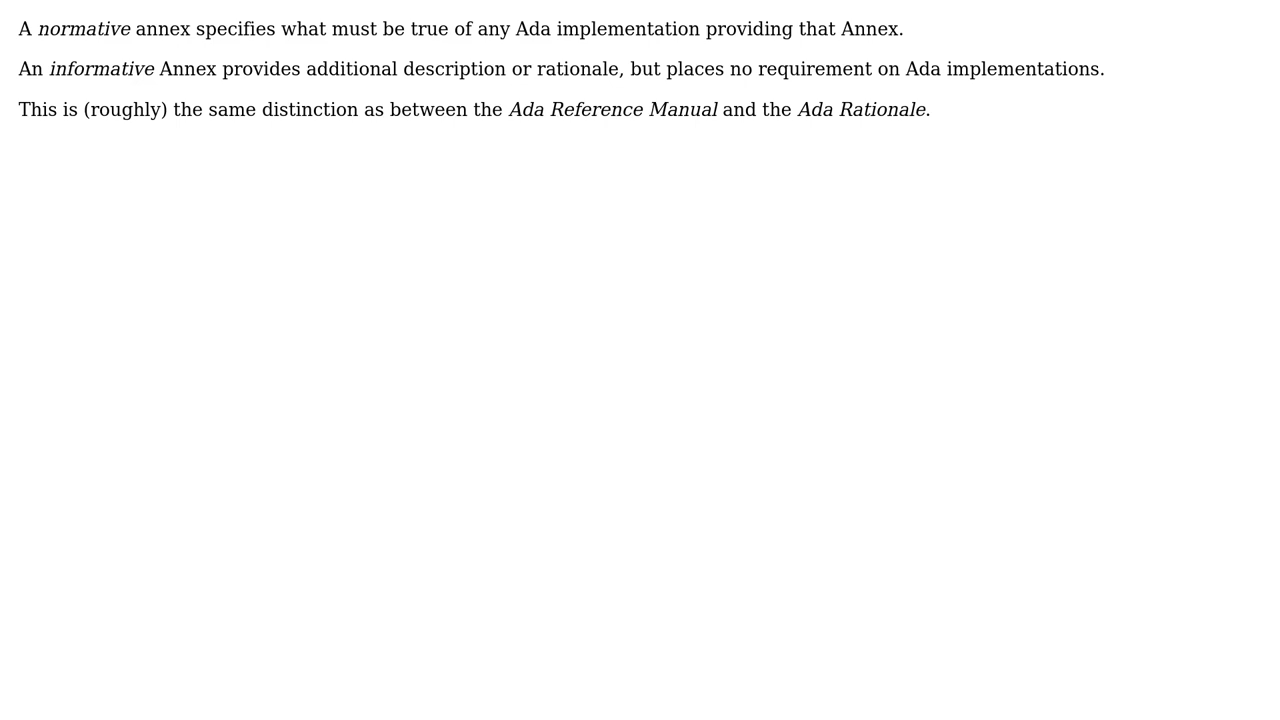 A normative annex specifies what must be true of any Ada implementation providing that Annex.
An informative Annex provides additional description or rationale, but places no requirement on Ada implementations.
This is (roughly) the same distinction as between the Ada Reference Manual and the Ada Rationale.